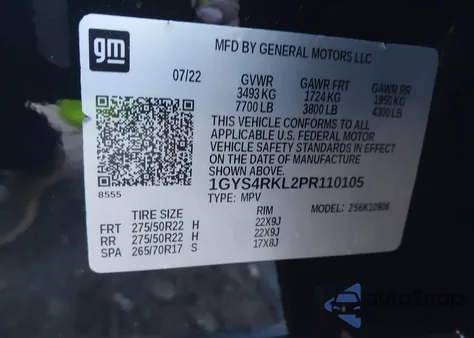 gm
MFD BY GENERAL MOTORS LLC
07/22 GVWR GAWR FRT GAWR RR
3493 KG 1724 KG 1950 KG
7700 LB 3800 LB 4300 LB
THIS VEHICLE CONFORMS TO ALL
APPLICABLE U.S. FEDERAL MOTOR
VEHICLE SAFETY STANDARDS IN EFFECT
ON THE DATE OF MANUFACTURE SHOWN ABOVE.
1GYS4RKL2PR110105
8555 TYPE: MPV MODEL: 256K10906
TIRE SIZE RIM
FRT 275/50R22 H 22X9J
RR 275/50R22 H 22X9J
SPA 265/70R17 S 17X8J
AutoSnap